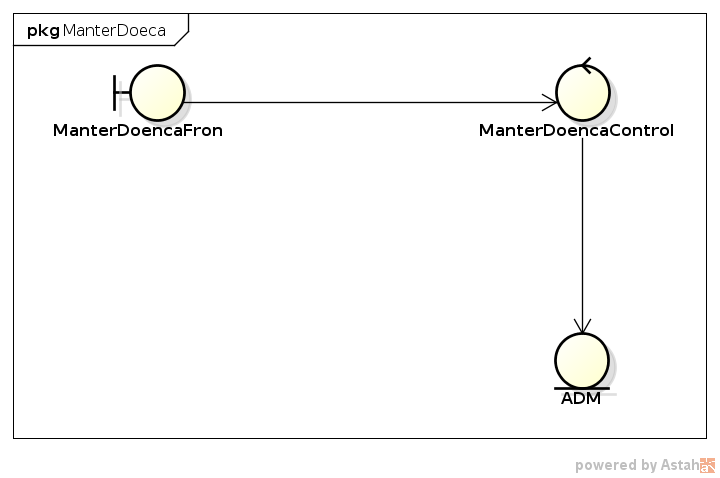 pkg ManterDoeca
ManterDoencaFron
ManterDoencaControl
ADM
powered by Astah